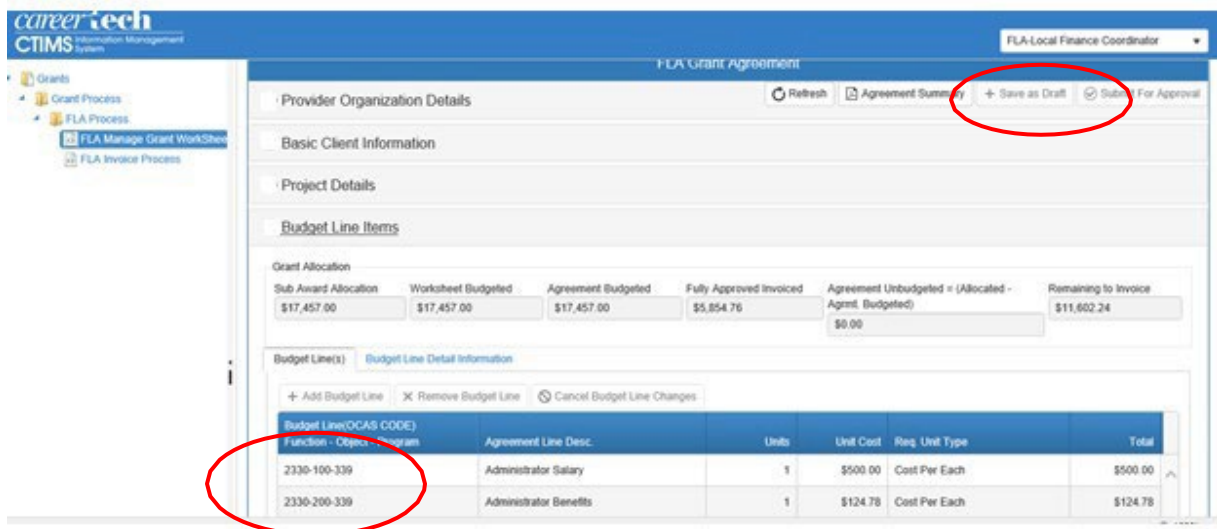 careertech
CTIMS Information Management System
FLA-Local Finance Coordinator
Grants
Grant Process
FLA Process
FLA Manage Grant WorkShee
FLA Invoice Process
FLA Grant Agreement
Provider Organization Details
Refresh
Agreement Summary
+ Save as Draft
Submit For Approval
Basic Client Information
Project Details
Budget Line Items
Grant Allocation
Sub Award Allocation
$17,457.00
Worksheet Budgeted
$17,457.00
Agreement Budgeted
$17,457.00
Fully Approved Invoiced
$5,854.76
Agreement Unbudgeted = (Allocated -
Agrmt. Budgeted)
$0.00
Remaining to Invoice
$11,602.24
Budget Line(s)
Budget Line Detail Information
+ Add Budget Line
Remove Budget Line
Cancel Budget Line Changes
Budget Line(OCAS CODE)
Function - Object - Program
Agreement Line Desc.
Units
Unit Cost
Req. Unit Type
Total
2330-100-339 Administrator Salary 1 $500.00 Cost Per Each $500.00
2330-200-339 Administrator Benefits 1 $124.78 Cost Per Each $124.78